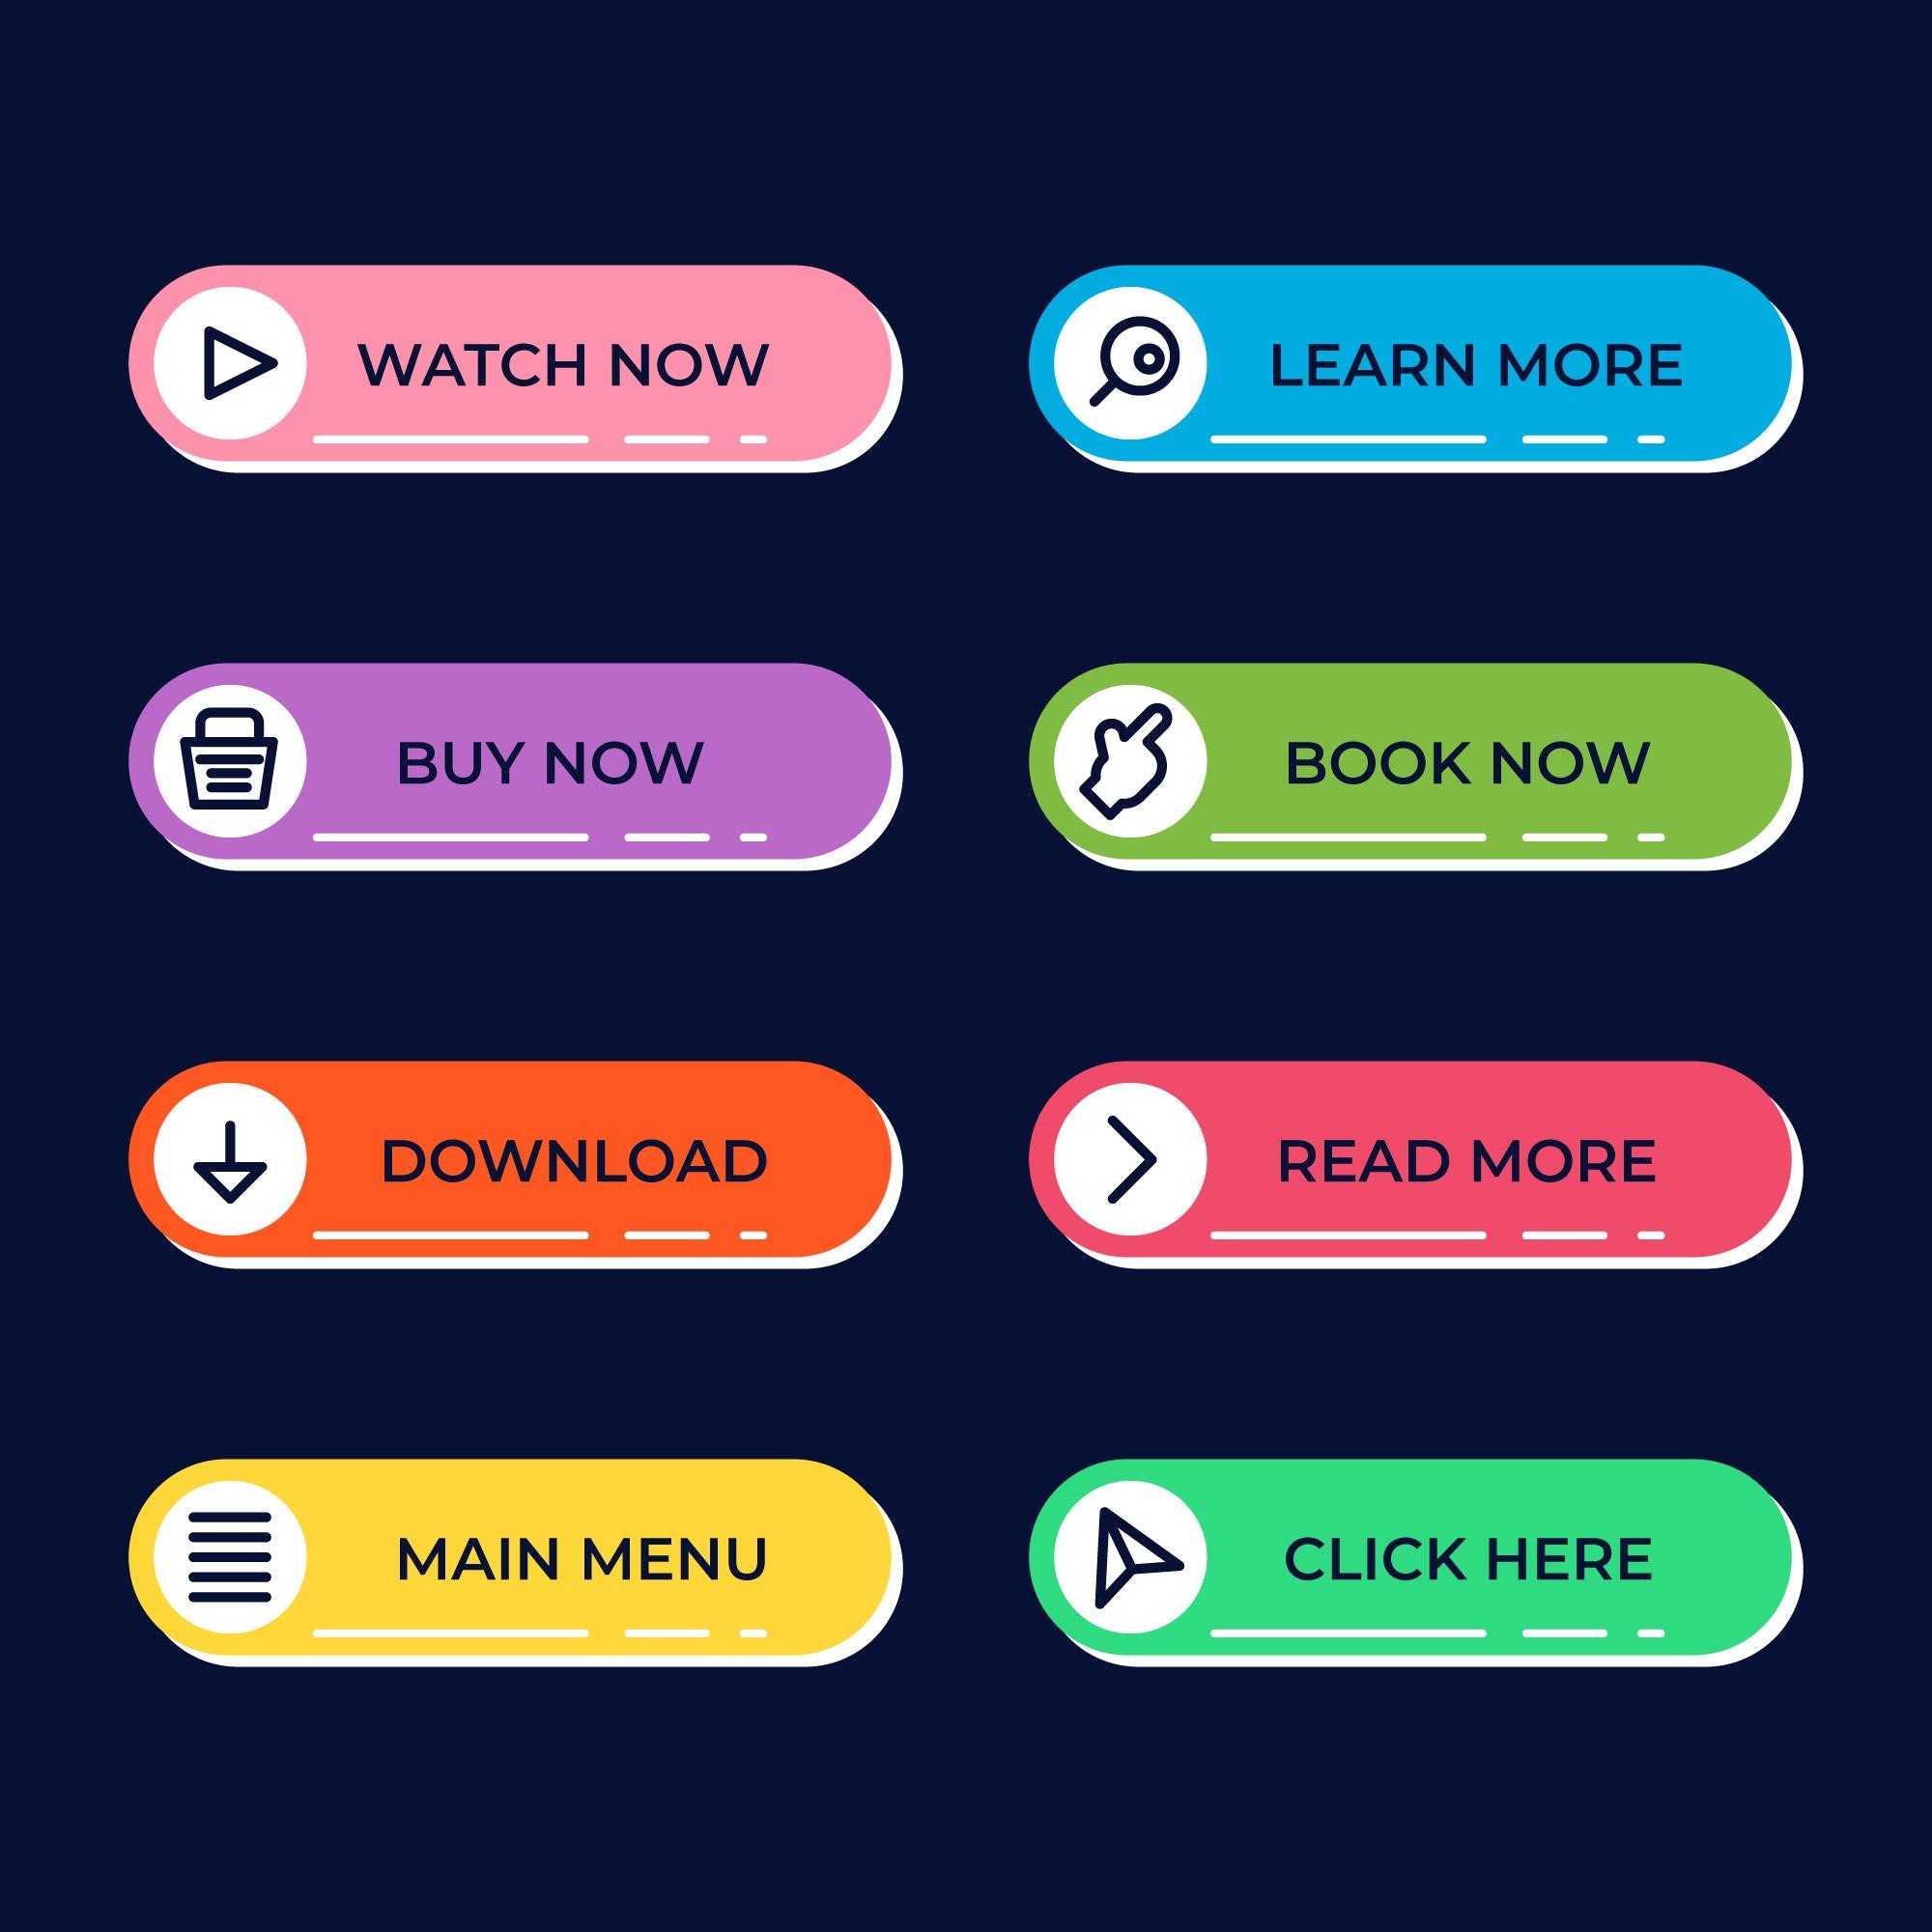 WATCH NOW
LEARN MORE
BUY NOW
BOOK NOW
DOWNLOAD
READ MORE
MAIN MENU
CLICK HERE